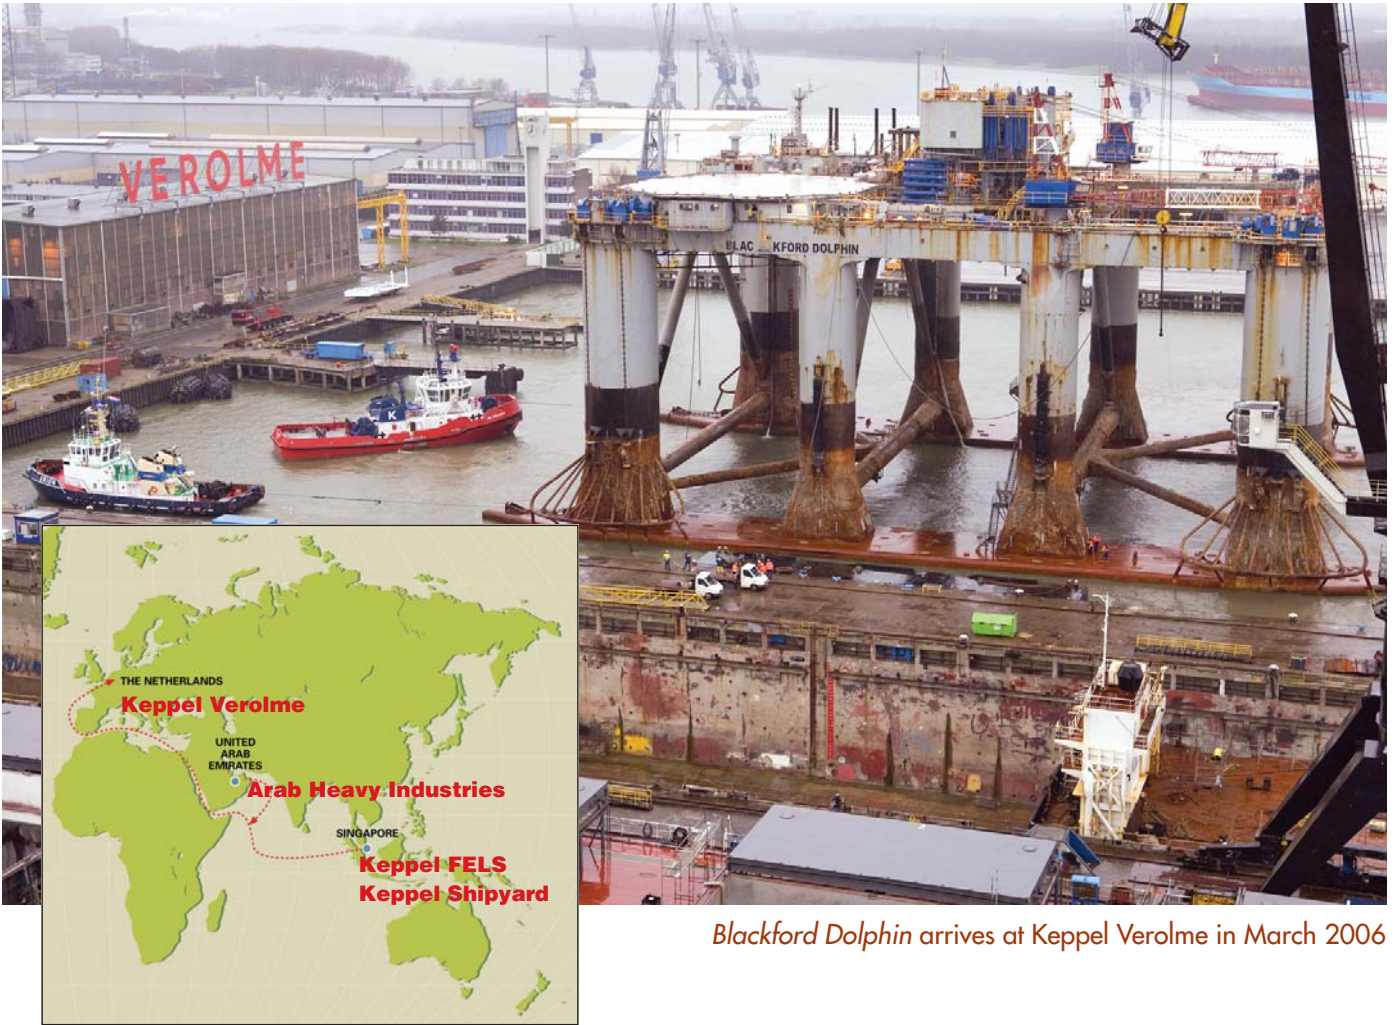 VEROLME
BLAC KFORD DOLPHIN
K
THE NETHERLANDS
Keppel Verolme
UNITED
ARAB
EMIRATES
Arab Heavy Industries
SINGAPORE
Keppel FELS
Keppel Shipyard
Blackford Dolphin arrives at Keppel Verolme in March 2006